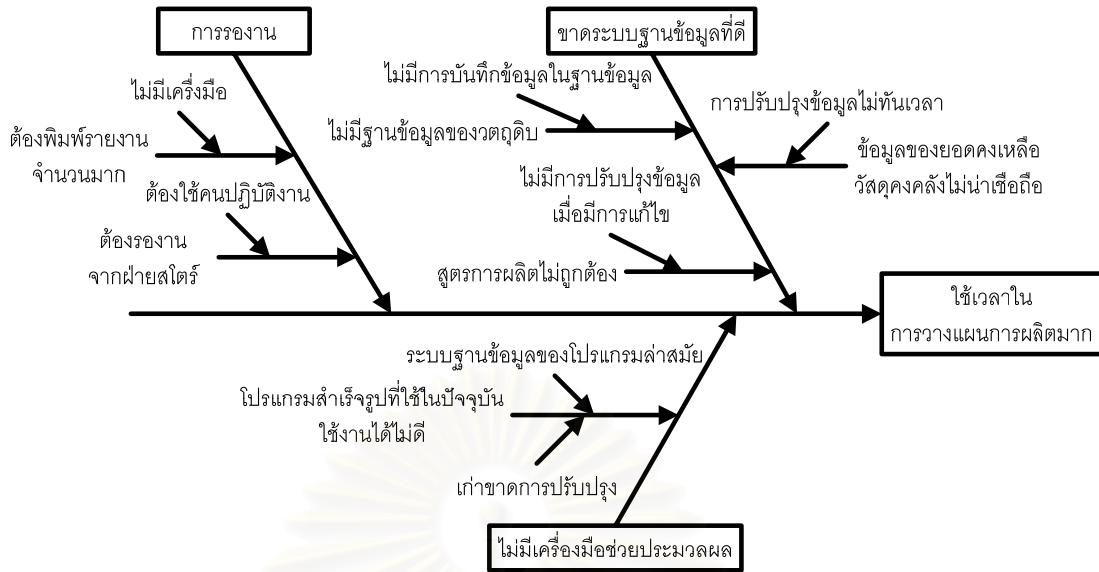 การรองาน
ขาดระบบฐานข้อมูลที่ดี
ไม่มีเครื่งมือ
ต้องพิมพ์รายงาน
จำนวนมาก
ต้องใช้คนปฏิบัติงาน
ต้องรองาน
จากฝ่ายสโตร์
ไม่มีการบันทึกข้อมูลในฐานข้อมูล
ไม่มีฐานข้อมูลของวตถุดิบ
การปรับปรุงข้อมูลไม่ทันเวลา
ข้อมูลของยอดคงเหลือ
วัสดุคงคลังไม่น่าเชือถือ
ไม่มีการปรับปรุงข้อมูล
เมื่อมีการแก้ไข
สูตรการผลิตไม่ถูกต้อง
ใช้เวลาใน
การวางแผนการผลิตมาก
ระบบฐานข้อมูลของโปรแกรมล่าสมัย
โปรแกรมสำเร็จรูปที่ใช้ในปัจจุบัน
ใช้งานได้ไม่ดี
เก่าขาดการปรับปรุง
ไม่มีเครื่องมือช่วยประมวลผล